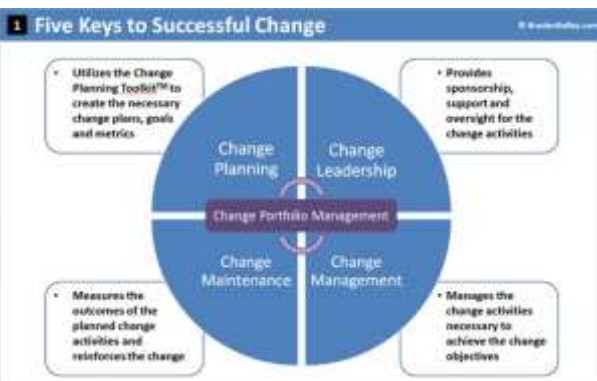 1 Five Keys to Successful Change
© BradenKelley.com
• Utilizes the Change
Planning Toolkit™ to
create the necessary
change plans, goals
and metrics
• Provides
sponsorship,
support and
oversight for the
change activities
Change
Planning
Change
Leadership
Change Portfolio Management
Change
Maintenance
Change
Management
• Measures the
outcomes of the
planned change
activities and
reinforces the change
• Manages the
change activities
necessary to
achieve the change
objectives